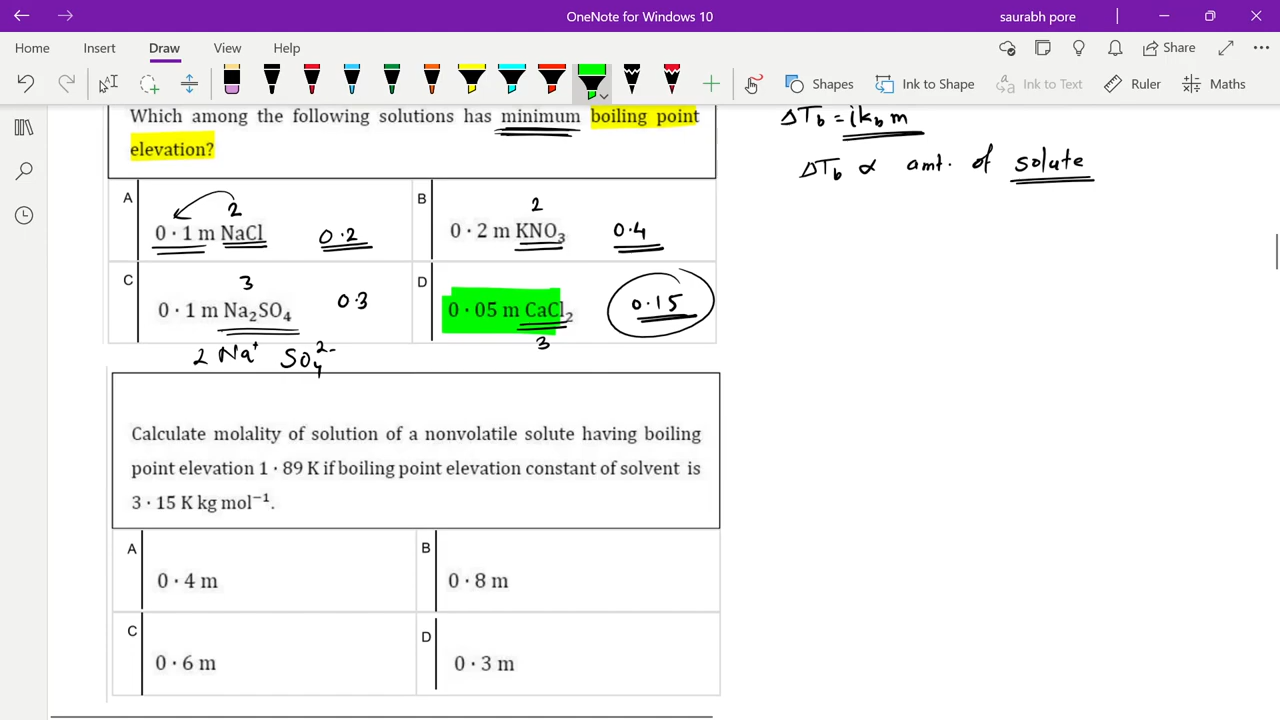 OneNote for Windows 10
saurabh pore
Home Insert Draw View Help
Share
Shapes Ink to Shape Ink to Text Ruler Maths
Which among the following solutions has minimum boiling point
elevation?
ΔTb = ikb m
ΔTb ∝ amt. of solute
A
2
0·1 m NaCl 0.2
B
2
0·2 m KNO₃ 0.4
C
3
0·1 m Na₂SO₄ 0.3
2 Na⁺ SO₄²⁻
D
0·05 m CaCl₂ 0.15
3
Calculate molality of solution of a nonvolatile solute having boiling
point elevation 1·89 K if boiling point elevation constant of solvent is
3·15 K kg mol⁻¹.
A
0·4 m
B
0·8 m
C
0·6 m
D
0·3 m